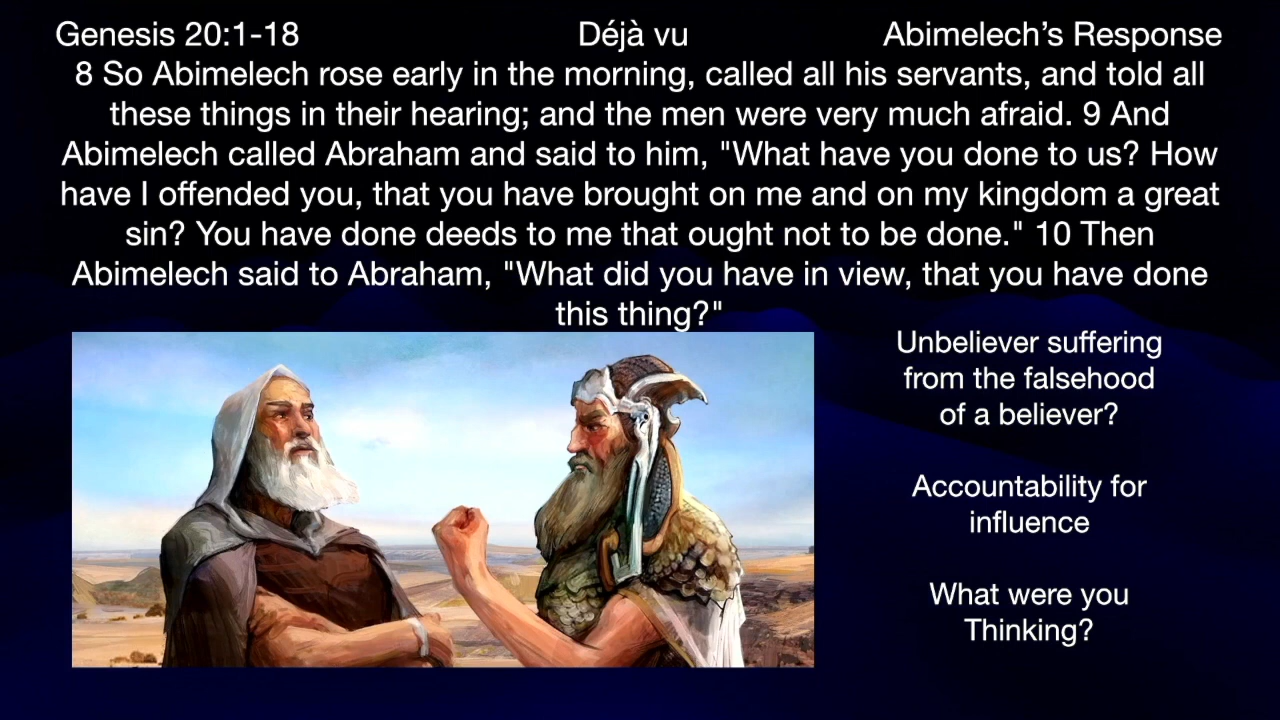 Genesis 20:1-18 Déjà vu Abimelech’s Response
8 So Abimelech rose early in the morning, called all his servants, and told all
these things in their hearing; and the men were very much afraid. 9 And
Abimelech called Abraham and said to him, "What have you done to us? How
have I offended you, that you have brought on me and on my kingdom a great
sin? You have done deeds to me that ought not to be done." 10 Then
Abimelech said to Abraham, "What did you have in view, that you have done
this thing?"
Unbeliever suffering
from the falsehood
of a believer?
Accountability for
influence
What were you
Thinking?